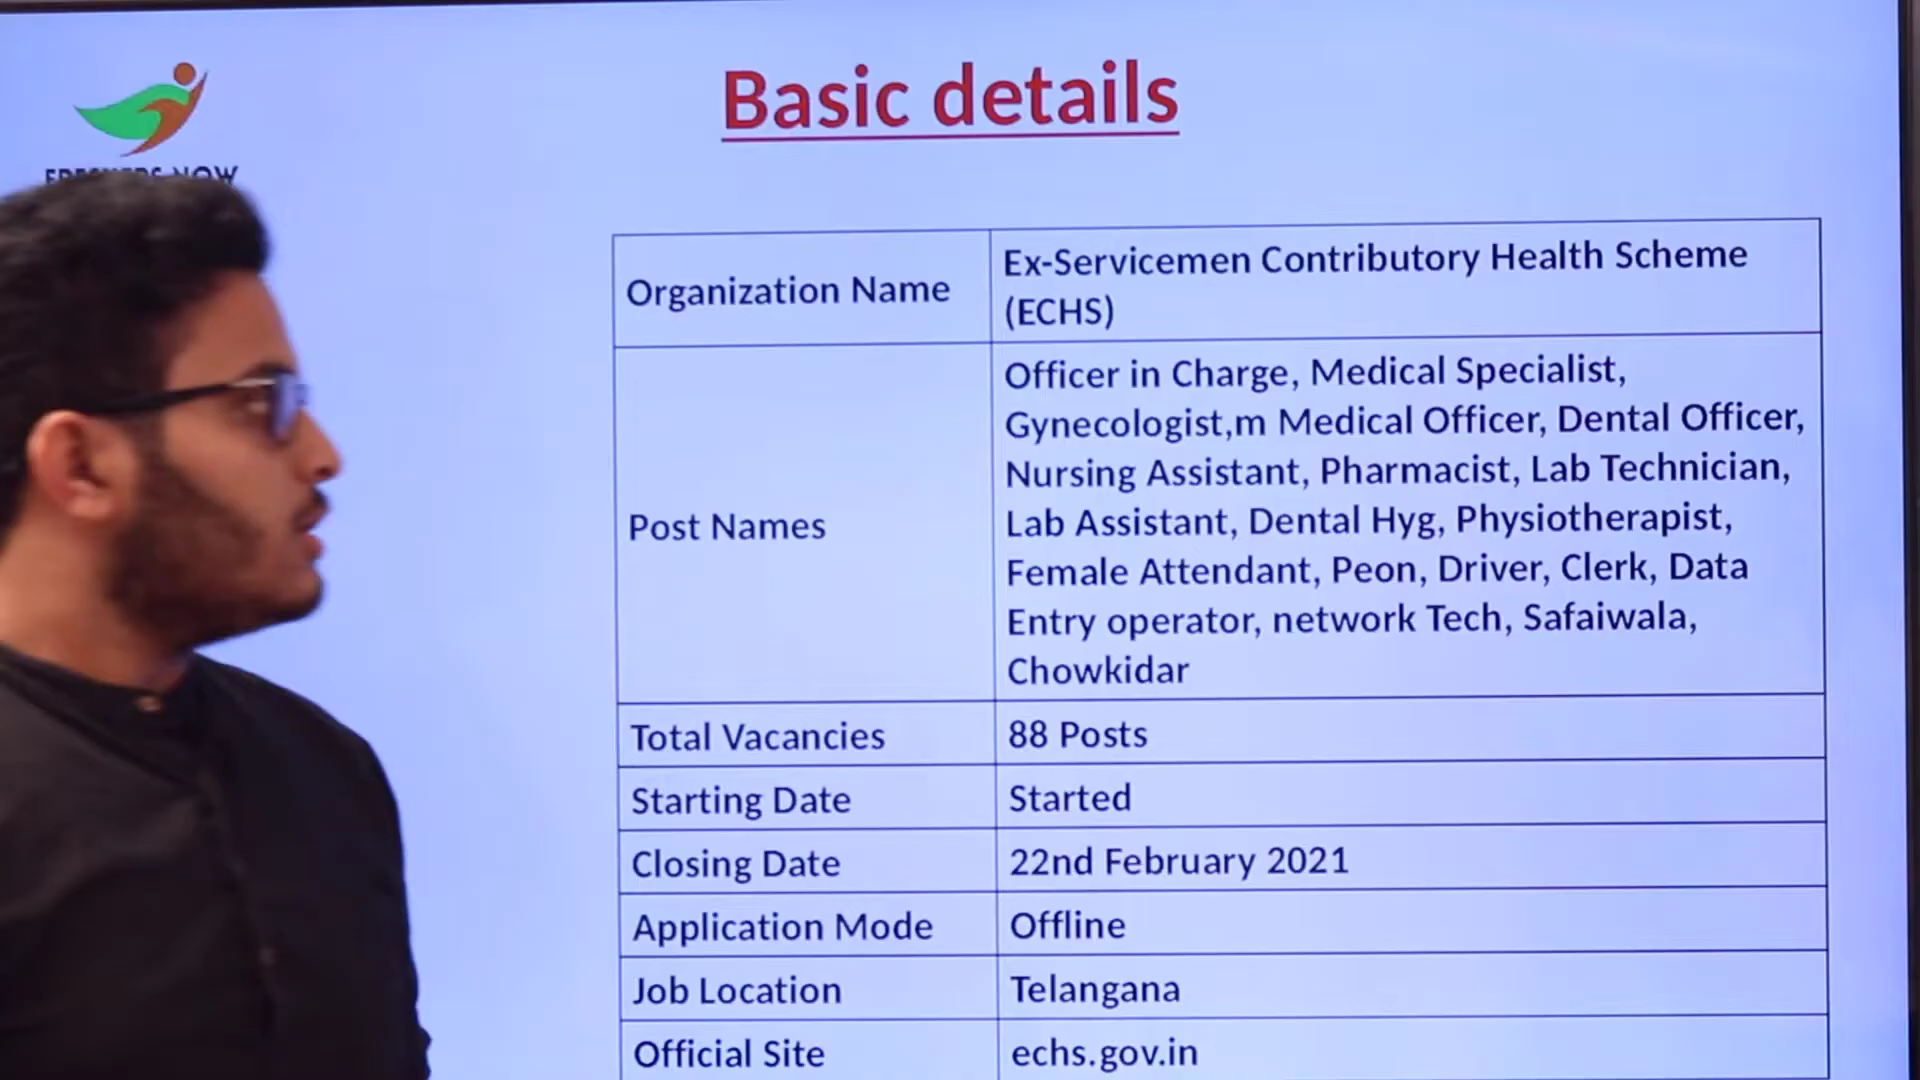 Basic details
NOW
Organization Name
Ex-Servicemen Contributory Health Scheme
(ECHS)
Post Names
Officer in Charge, Medical Specialist,
Gynecologist,m Medical Officer, Dental Officer,
Nursing Assistant, Pharmacist, Lab Technician,
Lab Assistant, Dental Hyg, Physiotherapist,
Female Attendant, Peon, Driver, Clerk, Data
Entry operator, network Tech, Safaiwala,
Chowkidar
Total Vacancies
88 Posts
Starting Date
Started
Closing Date
22nd February 2021
Application Mode
Offline
Job Location
Telangana
Official Site
echs.gov.in